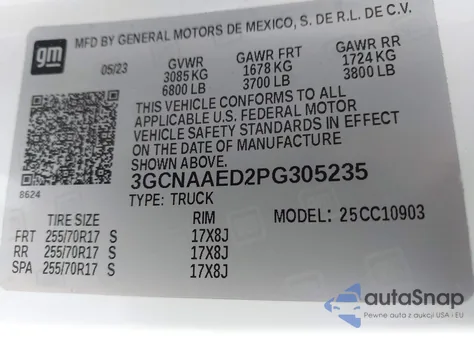 gm
MFD BY GENERAL MOTORS DE MEXICO, S. DE R.L. DE C.V.
05/23 GVWR GAWR FRT GAWR RR
3085 KG 1678 KG 1724 KG
6800 LB 3700 LB 3800 LB
THIS VEHICLE CONFORMS TO ALL
APPLICABLE U.S. FEDERAL MOTOR
VEHICLE SAFETY STANDARDS IN EFFECT
ON THE DATE OF MANUFACTURE
SHOWN ABOVE.
8624
3GCNAAED2PG305235
TYPE: TRUCK MODEL: 25CC10903
TIRE SIZE RIM
FRT 255/70R17 S 17X8J
RR 255/70R17 S 17X8J
SPA 255/70R17 S 17X8J
autoSnap
Pewne auta z aukcji USA i EU